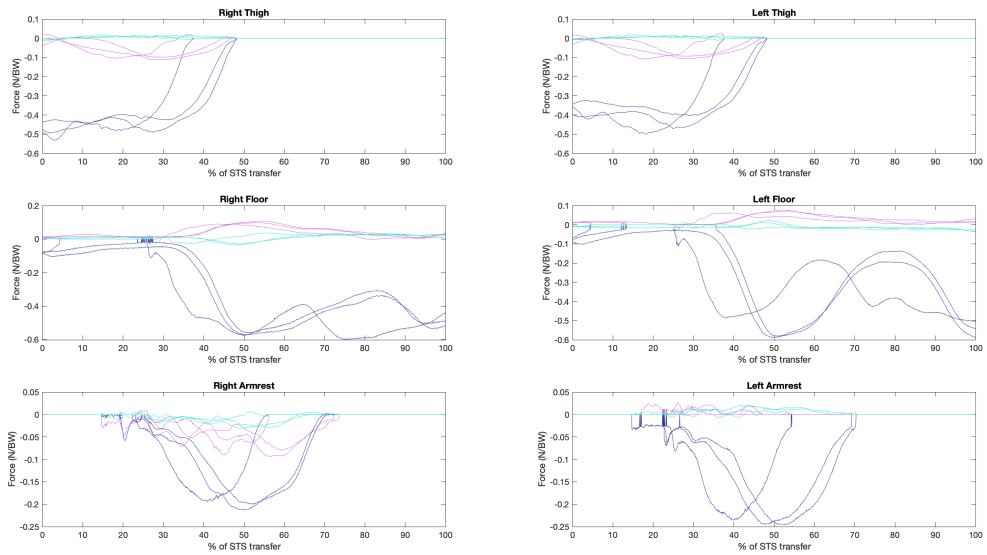 Right Thigh
0.1
0
-0.1
-0.2
-0.3
-0.4
-0.5
-0.6
Force (N/BW)
0 10 20 30 40 50 60 70 80 90 100
% of STS transfer
Left Thigh
0.1
0
-0.1
-0.2
-0.3
-0.4
-0.5
-0.6
Force (N/BW)
0 10 20 30 40 50 60 70 80 90 100
% of STS transfer
Right Floor
0.2
0
-0.2
-0.4
-0.6
Force (N/BW)
0 10 20 30 40 50 60 70 80 90 100
% of STS transfer
Left Floor
0.1
0
-0.1
-0.2
-0.3
-0.4
-0.5
-0.6
Force (N/BW)
0 10 20 30 40 50 60 70 80 90 100
% of STS transfer
Right Armrest
0.05
0
-0.05
-0.1
-0.15
-0.2
-0.25
Force (N/BW)
0 10 20 30 40 50 60 70 80 90 100
% of STS transfer
Left Armrest
0.05
0
-0.05
-0.1
-0.15
-0.2
-0.25
Force (N/BW)
0 10 20 30 40 50 60 70 80 90 100
% of STS transfer